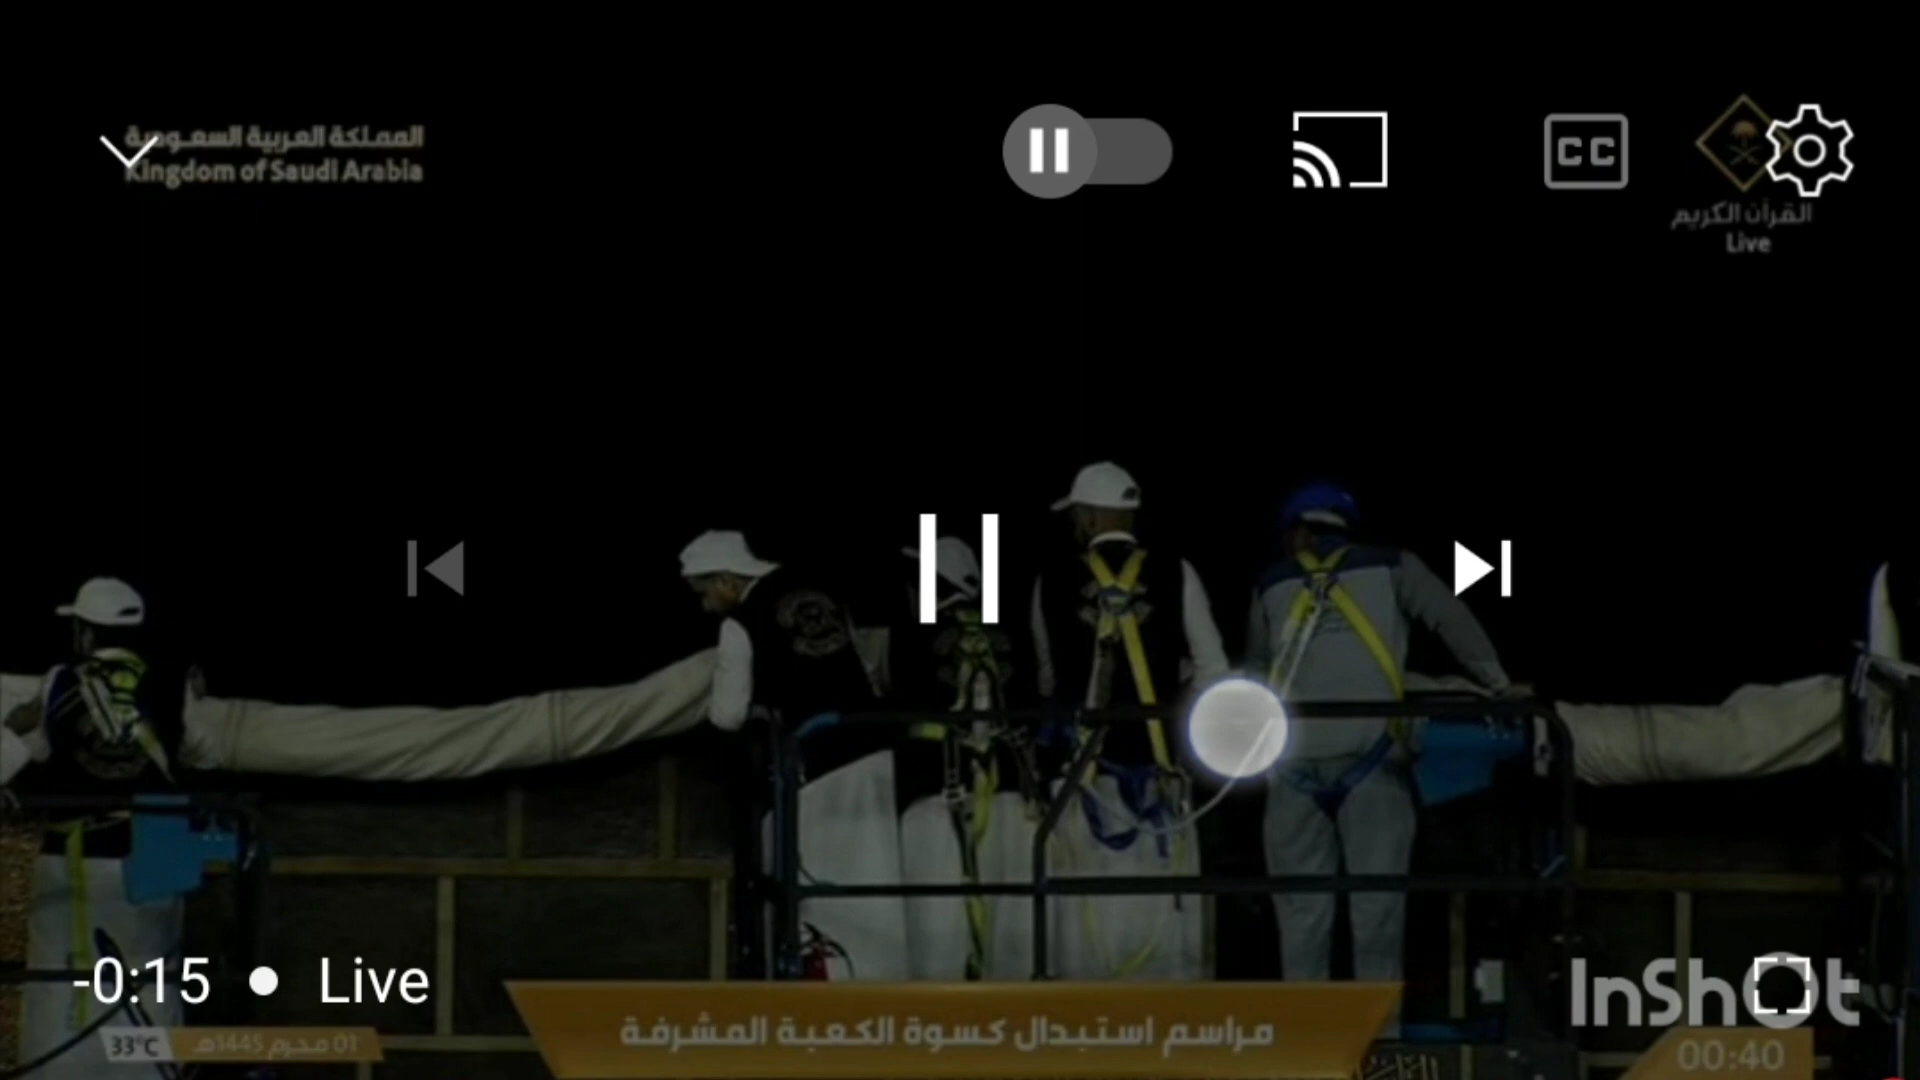 المملكة العربية السعودية
Kingdom of Saudi Arabia
CC
القرآن الكريم
Live
-0:15 • Live
InShot
33°C
01 محرم 1445هـ
مراسم استبدال كسوة الكعبة المشرفة
00:40